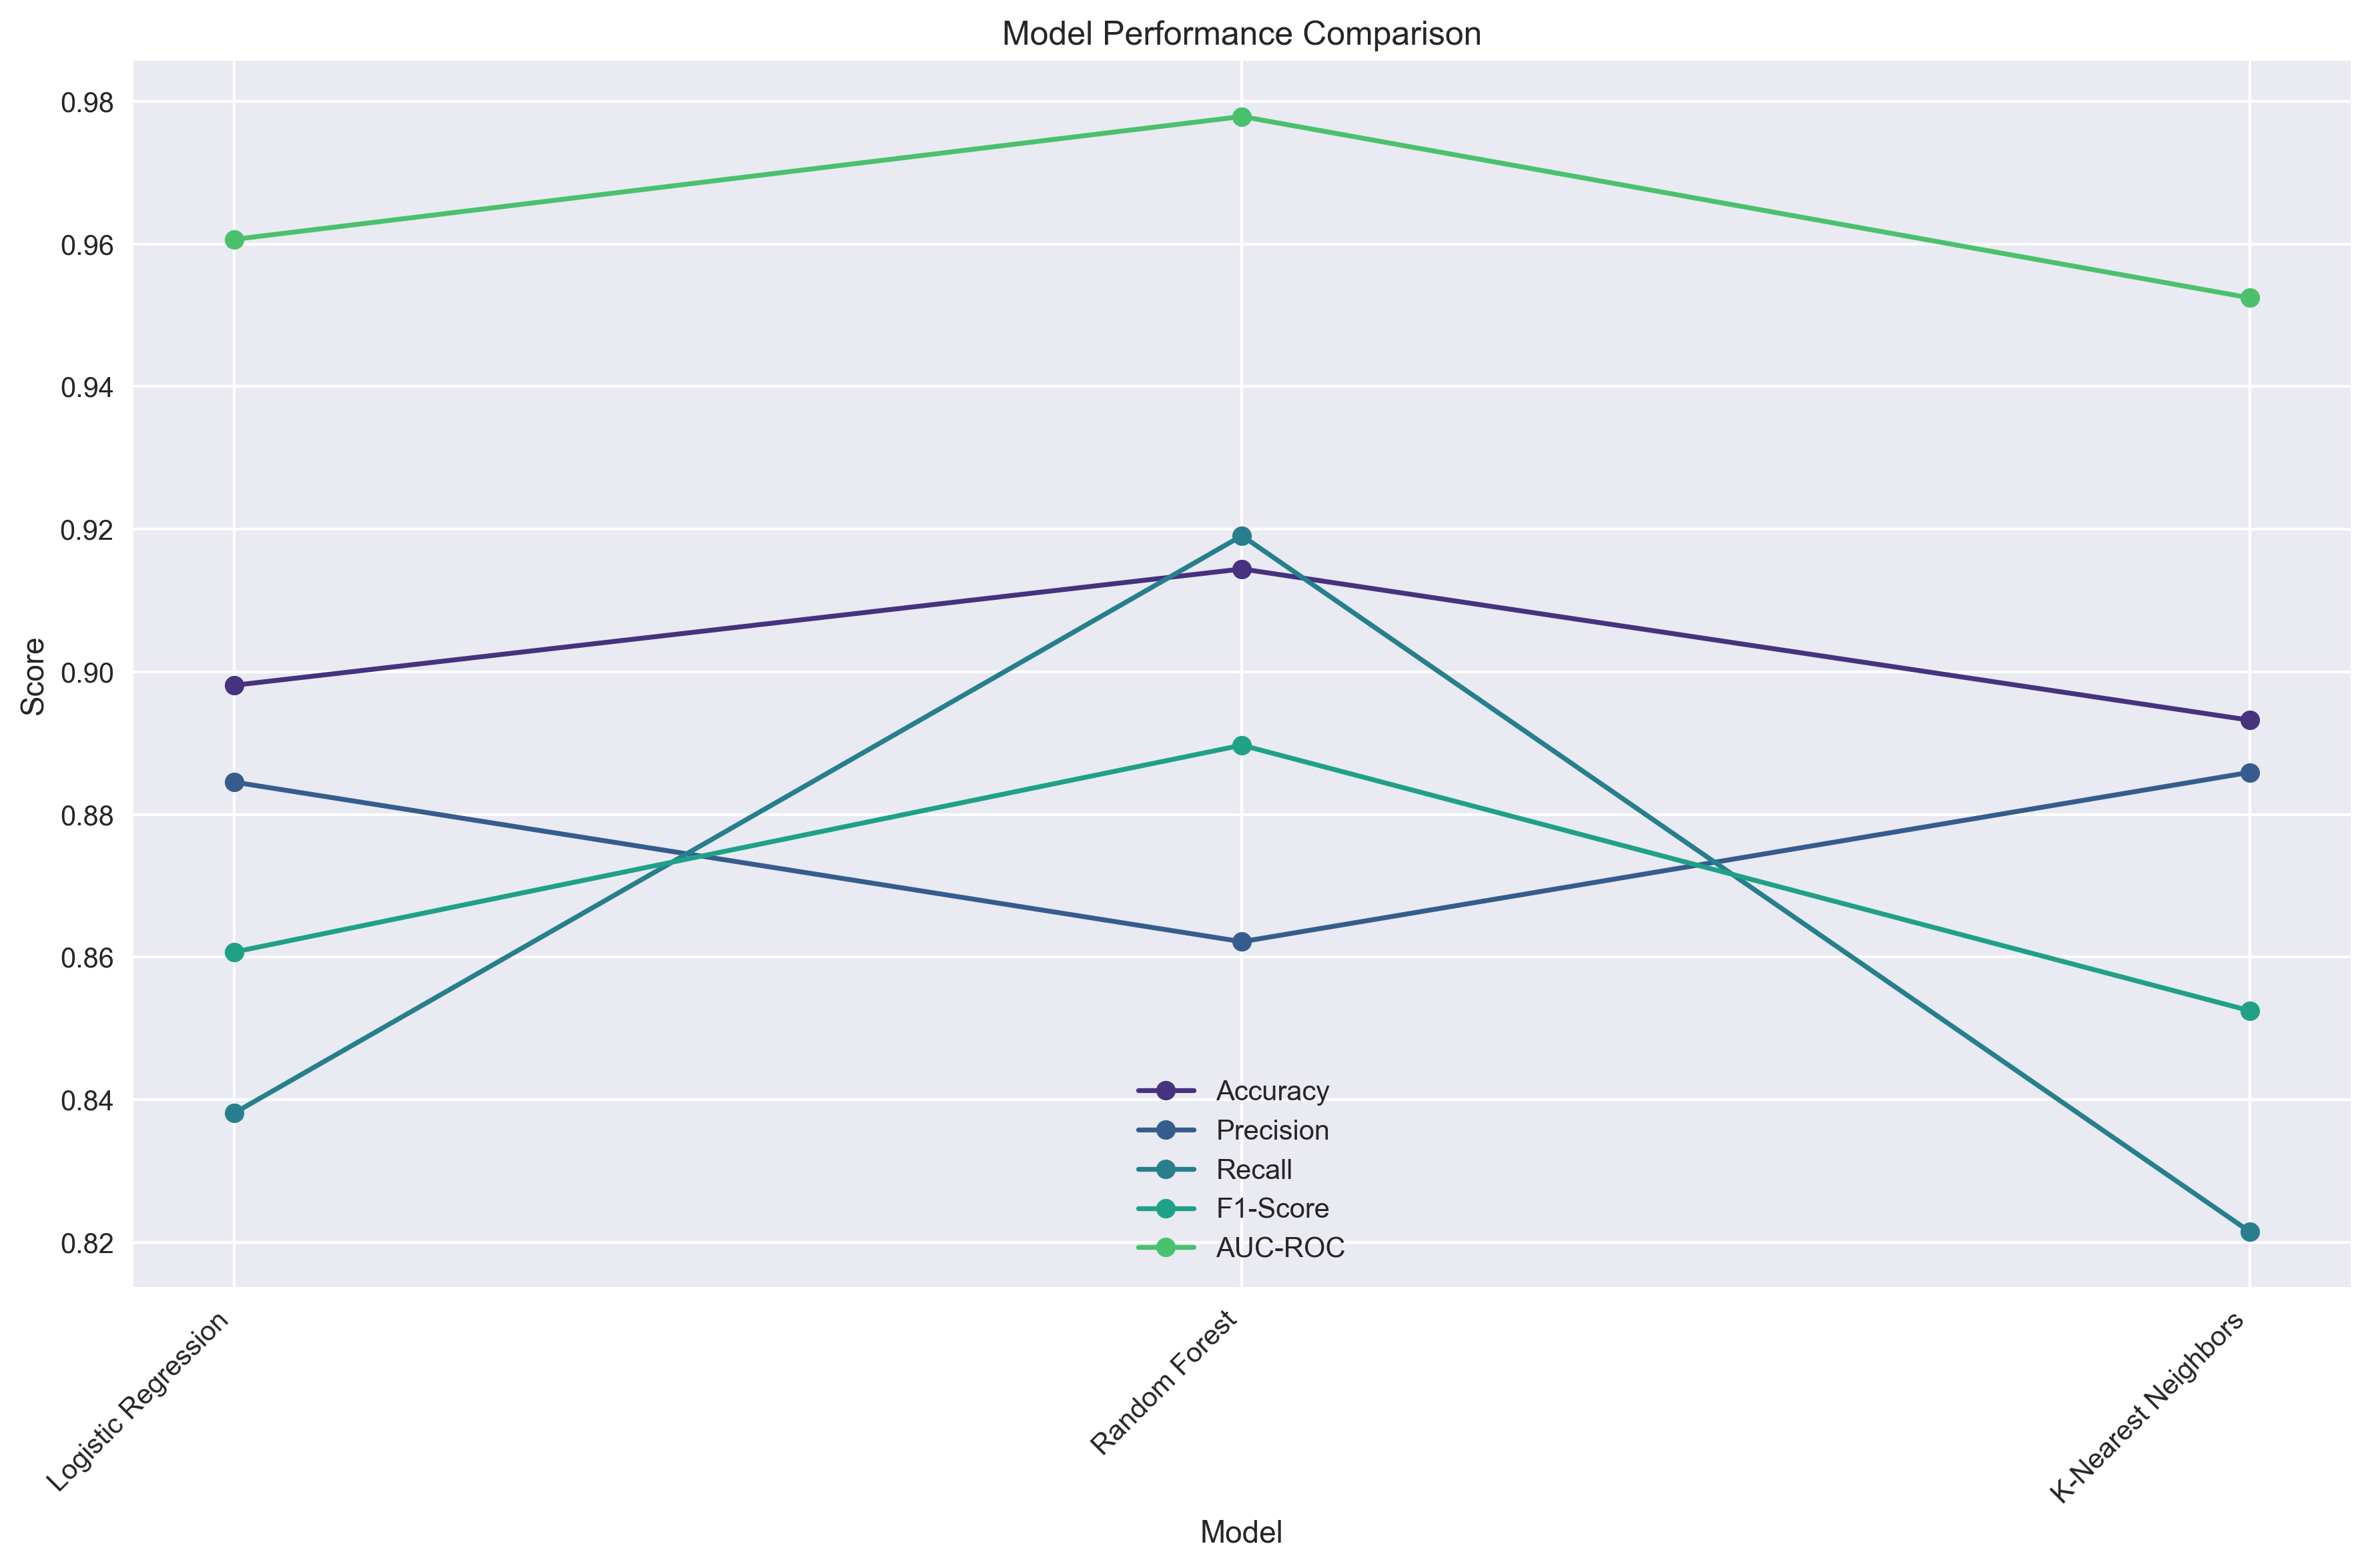 Model Performance Comparison
0.98
0.96
0.94
0.92
0.90
0.88
0.86
0.84
0.82
Score
Accuracy
Precision
Recall
F1-Score
AUC-ROC
Logistic Regression
Random Forest
K-Nearest Neighbors
Model